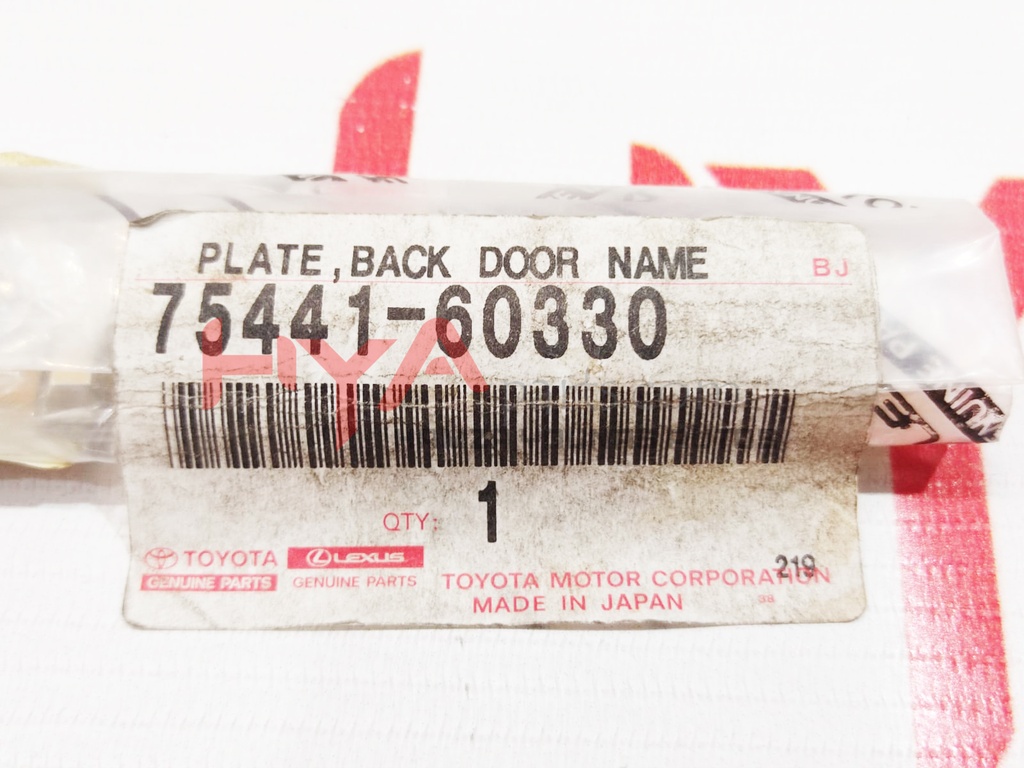 PLATE,BACK DOOR NAME
BJ
75441-60330
HYA
QTY: 1
TOYOTA
GENUINE PARTS
LEXUS
GENUINE PARTS
219
TOYOTA MOTOR CORPORATION
MADE IN JAPAN